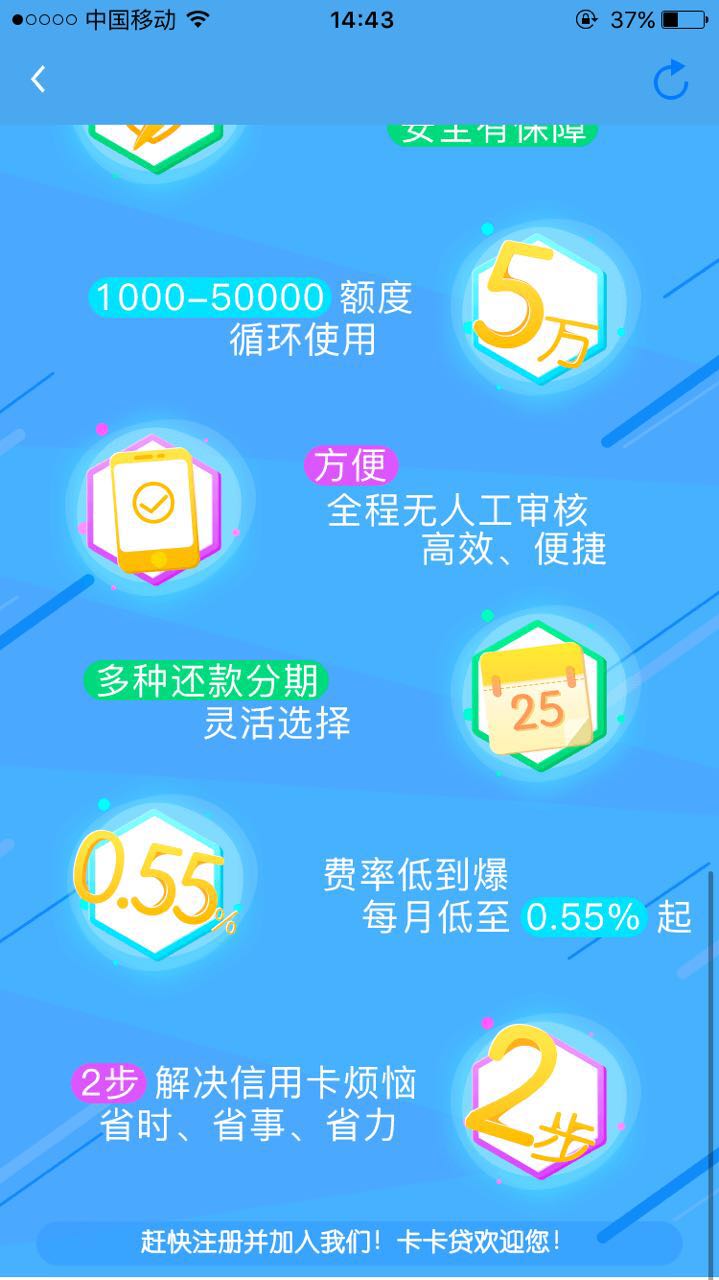 中国移动
14:43
37%
安全有保障
1000-50000 额度
循环使用
5万
方便
全程无人工审核
高效、便捷
多种还款分期
灵活选择
25
0.55%
费率低到爆
每月低至 0.55% 起
2步 解决信用卡烦恼
省时、省事、省力
2步
赶快注册并加入我们！卡卡贷欢迎您！